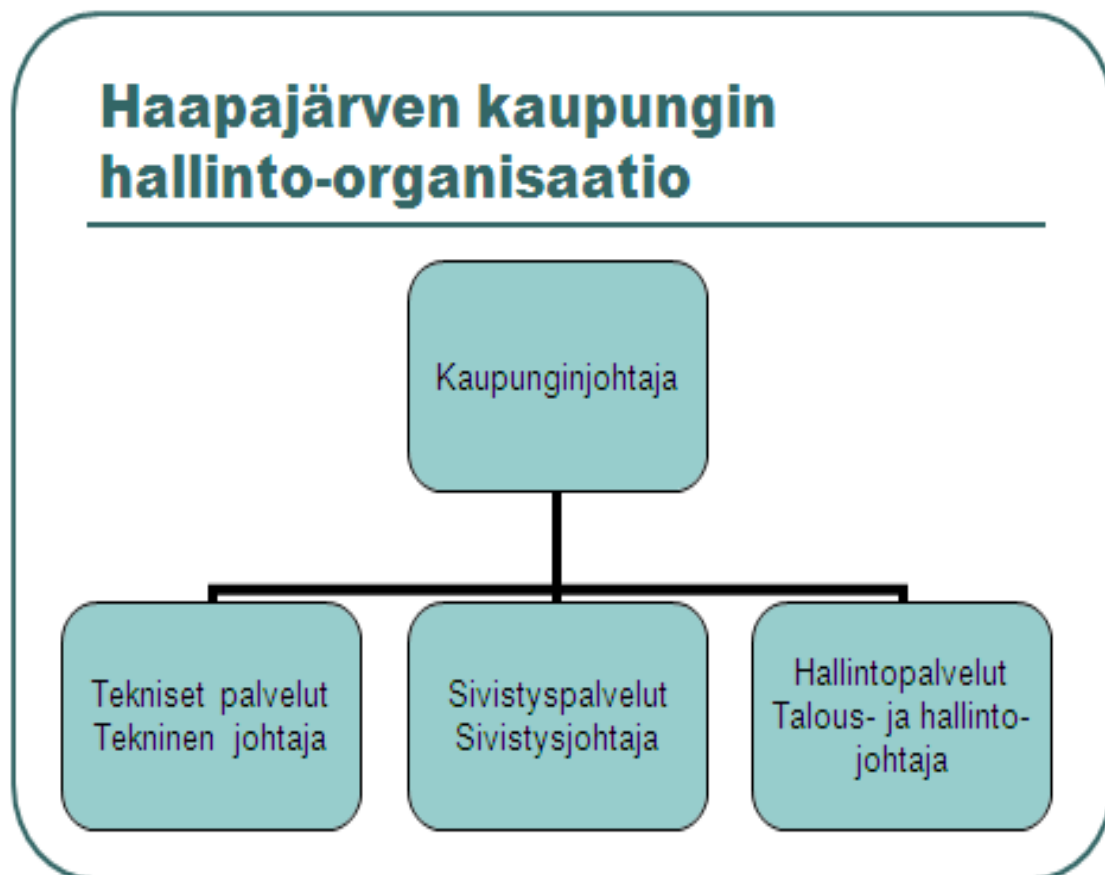 Haapajärven kaupungin
hallinto-organisaatio
Kaupunginjohtaja
Tekniset palvelut
Tekninen johtaja
Sivistyspalvelut
Sivistysjohtaja
Hallintopalvelut
Talous- ja hallinto-
johtaja